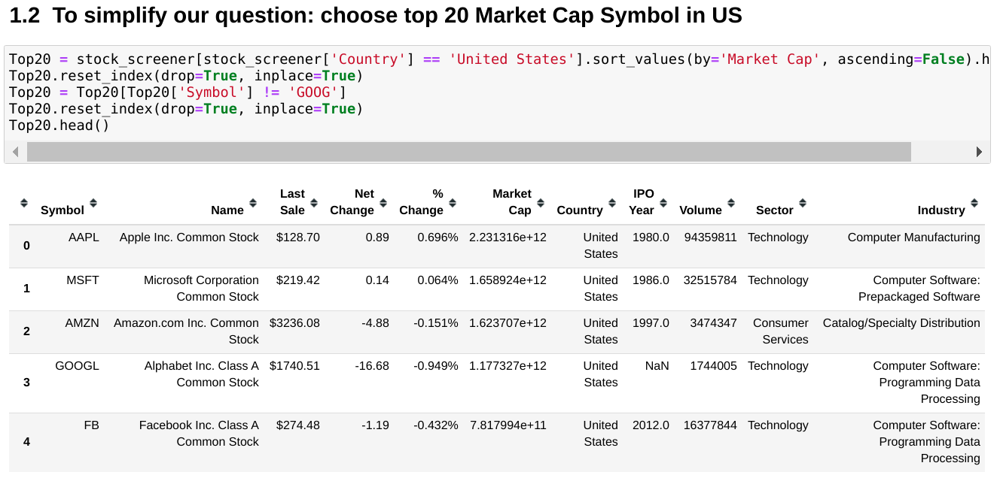 1.2 To simplify our question: choose top 20 Market Cap Symbol in US
Top20 = stock_screener[stock_screener['Country'] == 'United States'].sort_values(by='Market Cap', ascending=False).h
Top20.reset_index(drop=True, inplace=True)
Top20 = Top20[Top20['Symbol'] != 'GOOG']
Top20.reset_index(drop=True, inplace=True)
Top20.head()
Symbol Name Last Sale Net Change % Change Market Cap Country IPO Year Volume Sector Industry
0 AAPL Apple Inc. Common Stock $128.70 0.89 0.696% 2.231316e+12 United States 1980.0 94359811 Technology Computer Manufacturing
1 MSFT Microsoft Corporation Common Stock $219.42 0.14 0.064% 1.658924e+12 United States 1986.0 32515784 Technology Computer Software: Prepackaged Software
2 AMZN Amazon.com Inc. Common Stock $3236.08 -4.88 -0.151% 1.623707e+12 United States 1997.0 3474347 Consumer Services Catalog/Specialty Distribution
3 GOOGL Alphabet Inc. Class A Common Stock $1740.51 -16.68 -0.949% 1.177327e+12 United States NaN 1744005 Technology Computer Software: Programming Data Processing
4 FB Facebook Inc. Class A Common Stock $274.48 -1.19 -0.432% 7.817994e+11 United States 2012.0 16377844 Technology Computer Software: Programming Data Processing